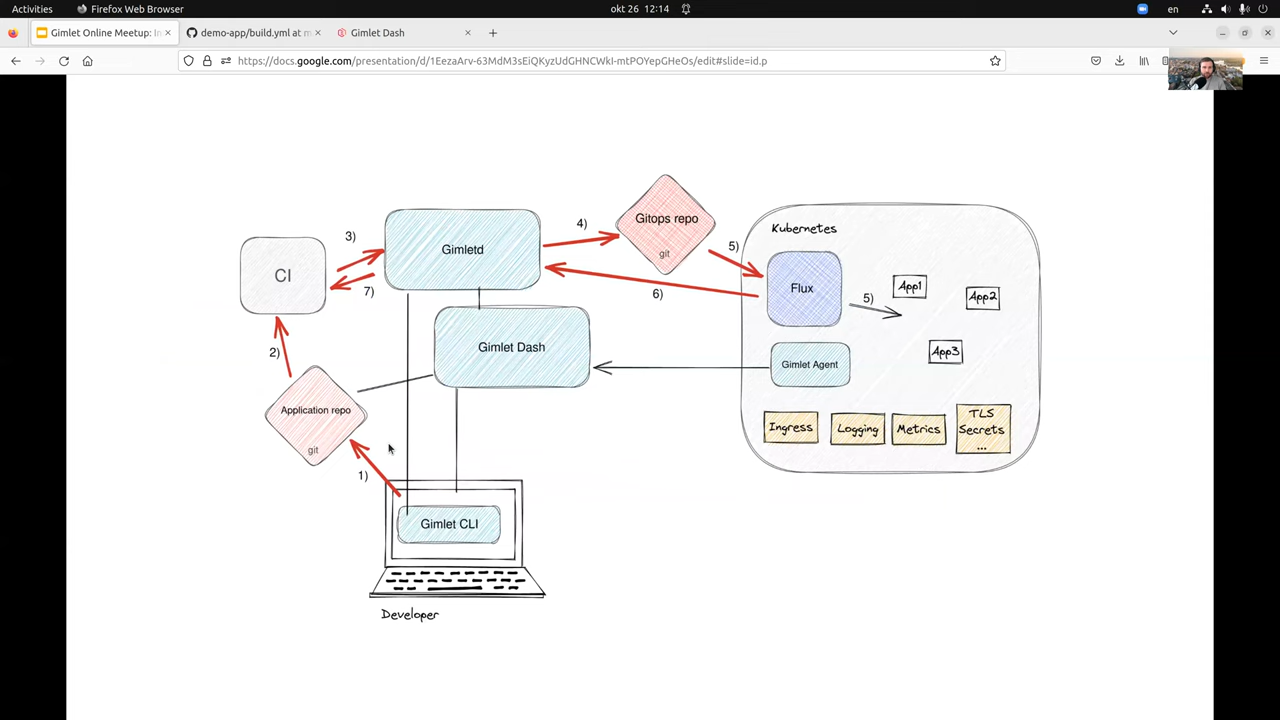 Activities
Firefox Web Browser
okt 26 12:14
en
Gimlet Online Meetup: In
demo-app/build.yml at m
Gimlet Dash
https://docs.google.com/presentation/d/1Eeza​Arv-63MdM3sEiQKyzUdGHNCWkI-mtPOYepGHeOs/edit#slide=id.p
3)
Gimletd
4)
Gitops repo
git
5)
Kubernetes
CI
7)
6)
Flux
5)
App1
App2
App3
2)
Gimlet Dash
Gimlet Agent
Application repo
git
Ingress
Logging
Metrics
TLS
Secrets
...
1)
Gimlet CLI
Developer